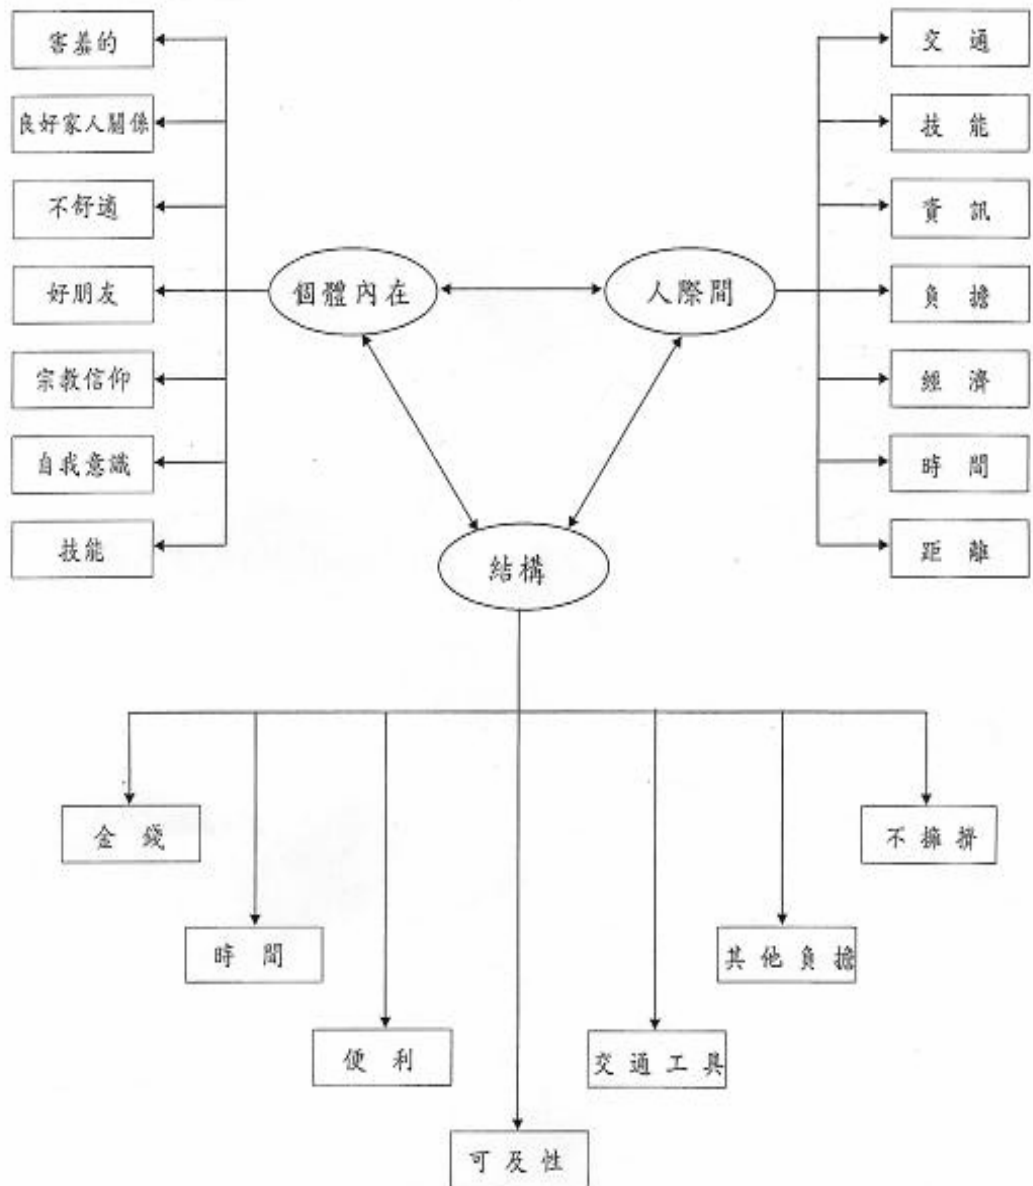 害羞的
良好家人關係
不舒適
好朋友
宗教信仰
自我意識
技能
個體內在
人際間
交通
技能
資訊
負擔
經濟
時間
距離
結構
金錢
時間
便利
可及性
交通工具
其他負擔
不擁擠